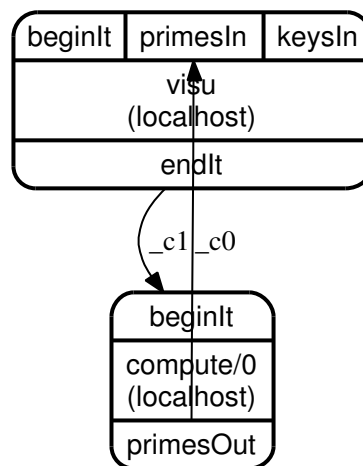 beginIt primesIn keysIn
visu
(localhost)
endIt
_c1 _c0
beginIt
compute/0
(localhost)
primesOut